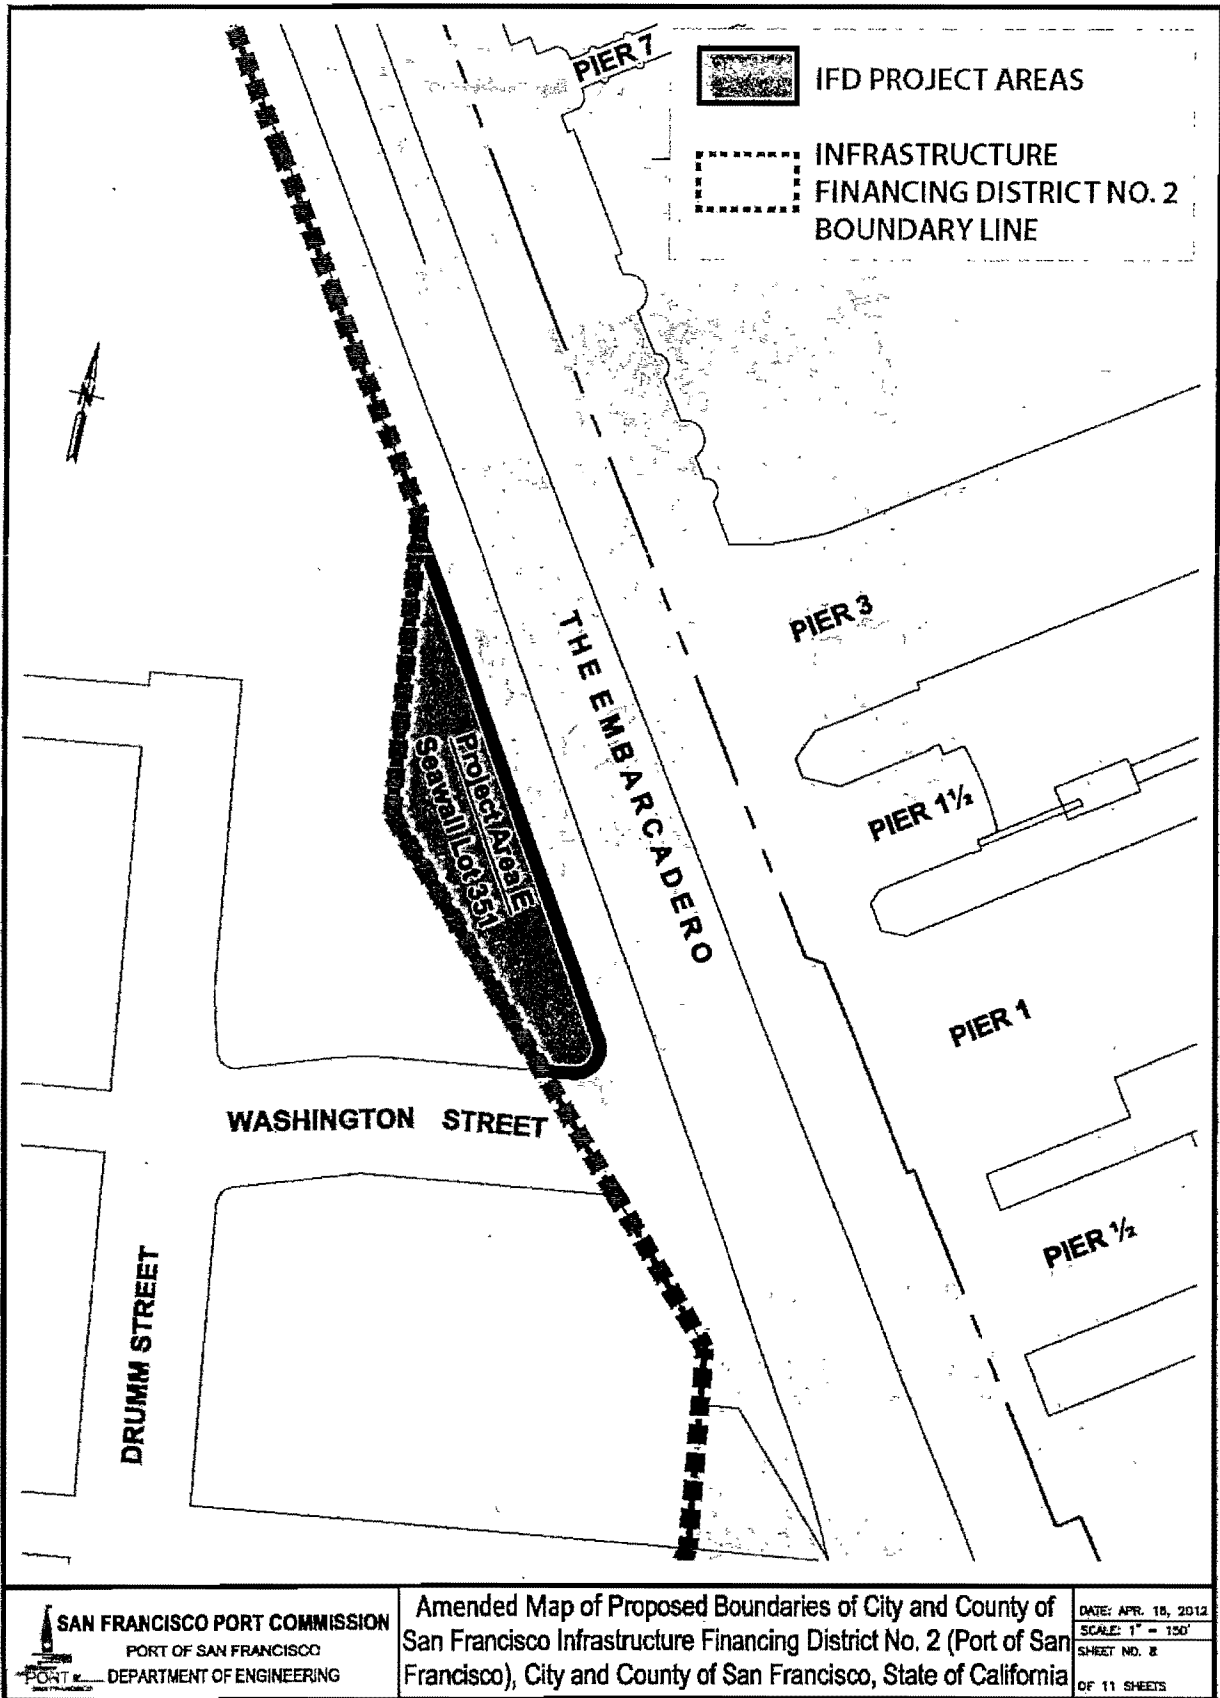 PIER 7
IFD PROJECT AREAS
INFRASTRUCTURE
FINANCING DISTRICT NO. 2
BOUNDARY LINE
PIER 3
THE EMBARCADERO
Project Area E
Seawall Lot 351
PIER 1½
PIER 1
WASHINGTON STREET
PIER ½
DRUMM STREET
SAN FRANCISCO PORT COMMISSION
PORT OF SAN FRANCISCO
DEPARTMENT OF ENGINEERING
PORT
Amended Map of Proposed Boundaries of City and County of
San Francisco Infrastructure Financing District No. 2 (Port of San
Francisco), City and County of San Francisco, State of California
DATE: APR. 18, 2012
SCALE: 1" = 150'
SHEET NO. 8
OF 11 SHEETS